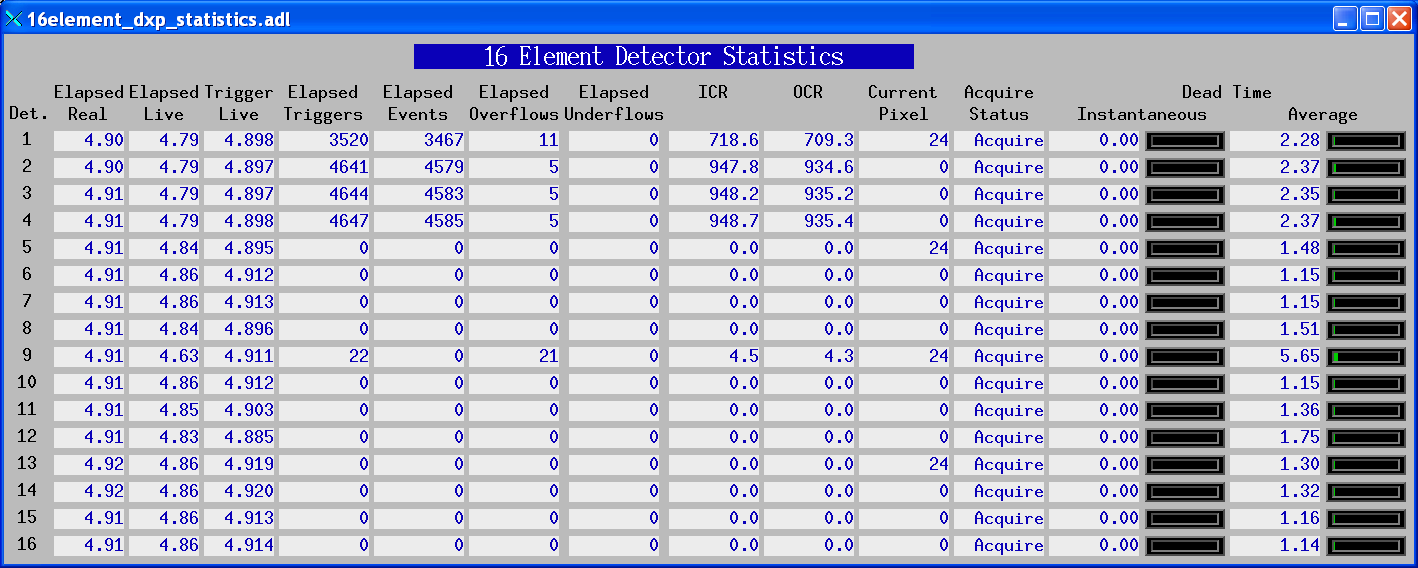 16element_dxp_statistics.adl
16 Element Detector Statistics
Elapsed Elapsed Trigger Elapsed Elapsed Elapsed Elapsed ICR OCR Current Acquire Dead Time
Det. Real Live Live Triggers Events Overflows Underflows Pixel Status Instantaneous Average
1 4.90 4.79 4.898 3520 3467 11 0 718.6 709.3 24 Acquire 0.00 2.28
2 4.90 4.79 4.897 4641 4579 5 0 947.8 934.6 0 Acquire 0.00 2.37
3 4.91 4.79 4.897 4644 4583 5 0 948.2 935.2 0 Acquire 0.00 2.35
4 4.91 4.79 4.898 4647 4585 5 0 948.7 935.4 0 Acquire 0.00 2.37
5 4.91 4.84 4.895 0 0 0 0 0.0 0.0 24 Acquire 0.00 1.48
6 4.91 4.86 4.912 0 0 0 0 0.0 0.0 0 Acquire 0.00 1.15
7 4.91 4.86 4.913 0 0 0 0 0.0 0.0 0 Acquire 0.00 1.15
8 4.91 4.84 4.896 0 0 0 0 0.0 0.0 0 Acquire 0.00 1.51
9 4.91 4.63 4.911 22 0 21 0 4.5 4.3 24 Acquire 0.00 5.65
10 4.91 4.86 4.912 0 0 0 0 0.0 0.0 0 Acquire 0.00 1.15
11 4.91 4.85 4.903 0 0 0 0 0.0 0.0 0 Acquire 0.00 1.36
12 4.91 4.83 4.885 0 0 0 0 0.0 0.0 0 Acquire 0.00 1.75
13 4.92 4.86 4.919 0 0 0 0 0.0 0.0 24 Acquire 0.00 1.30
14 4.92 4.86 4.920 0 0 0 0 0.0 0.0 0 Acquire 0.00 1.32
15 4.91 4.86 4.913 0 0 0 0 0.0 0.0 0 Acquire 0.00 1.16
16 4.91 4.86 4.914 0 0 0 0 0.0 0.0 0 Acquire 0.00 1.14